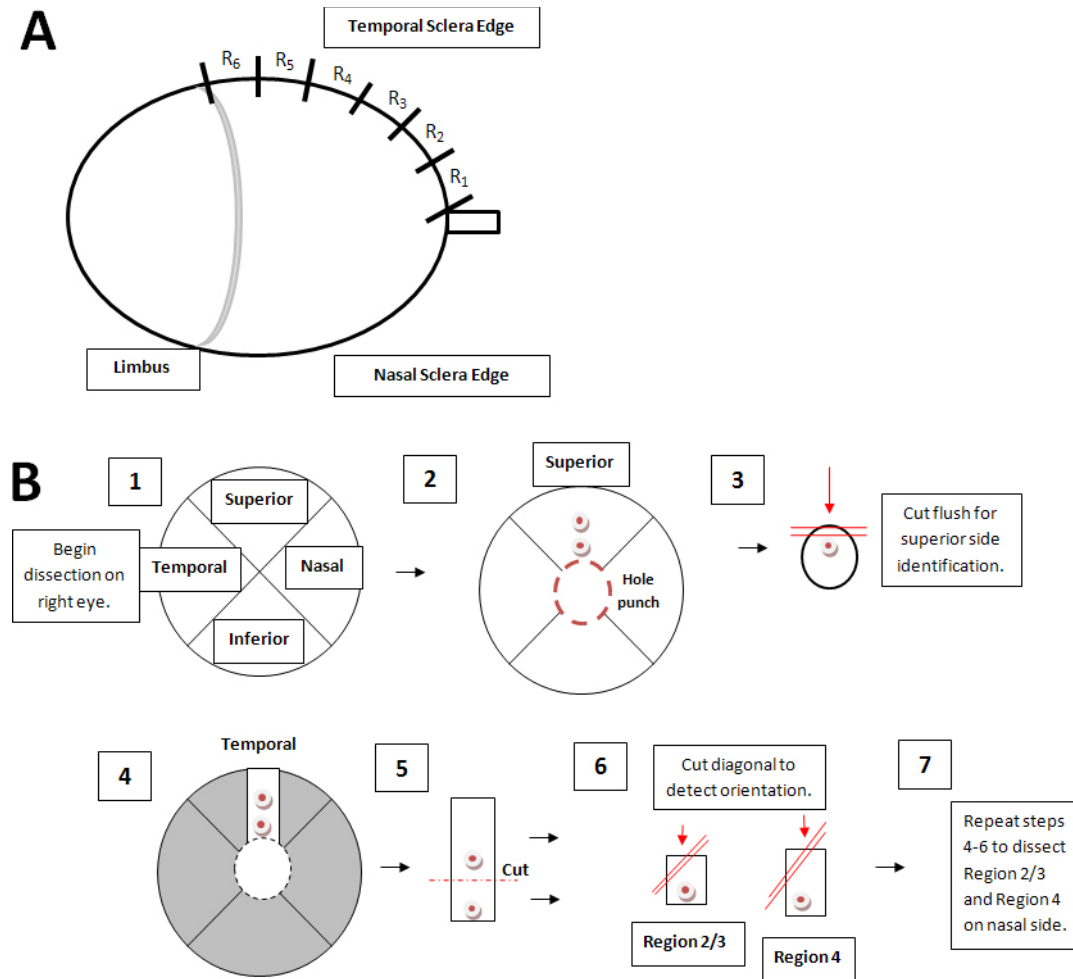 A
Temporal Sclera Edge
R6
R5
R4
R3
R2
R1
Limbus
Nasal Sclera Edge
B
1
Superior
Temporal
Nasal
Inferior
Begin
dissection on
right eye.
2
Superior
Hole
punch
3
Cut flush for
superior side
identification.
4
Temporal
5
Cut
6
Cut diagonal to
detect orientation.
Region 2/3
Region 4
7
Repeat steps
4-6 to dissect
Region 2/3
and Region 4
on nasal side.